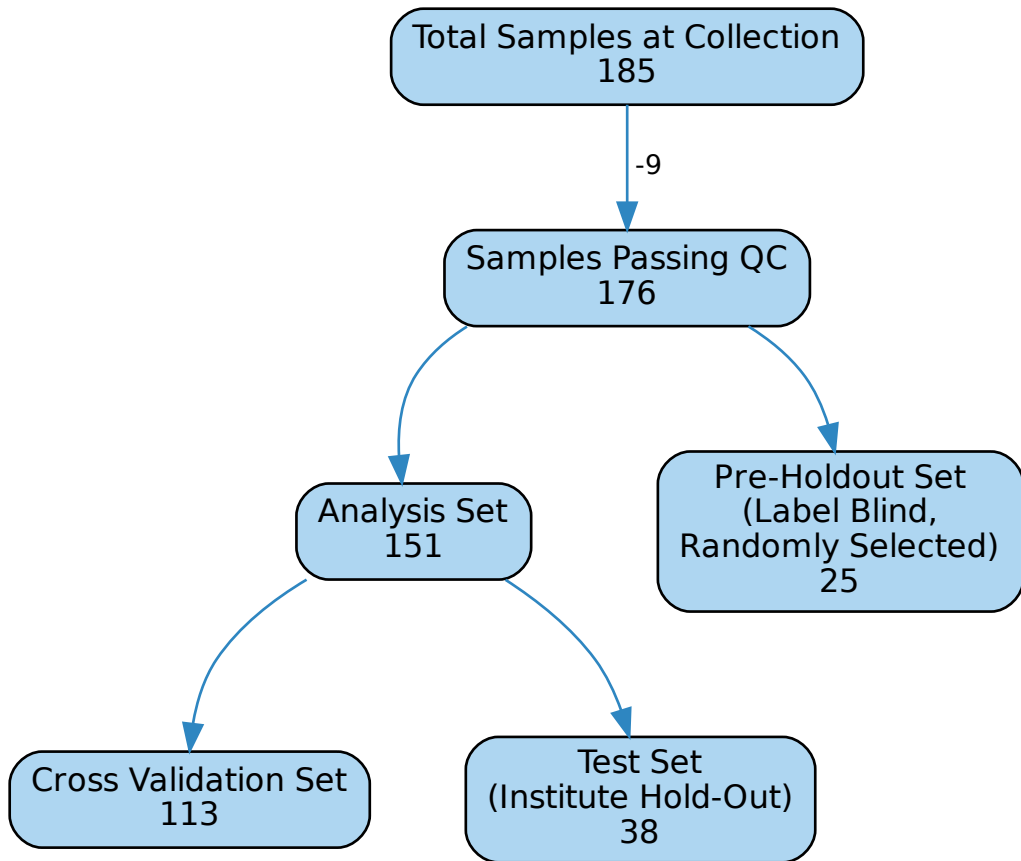 Total Samples at Collection
185
-9
Samples Passing QC
176
Analysis Set
151
Pre-Holdout Set
(Label Blind,
Randomly Selected)
25
Cross Validation Set
113
Test Set
(Institute Hold-Out)
38